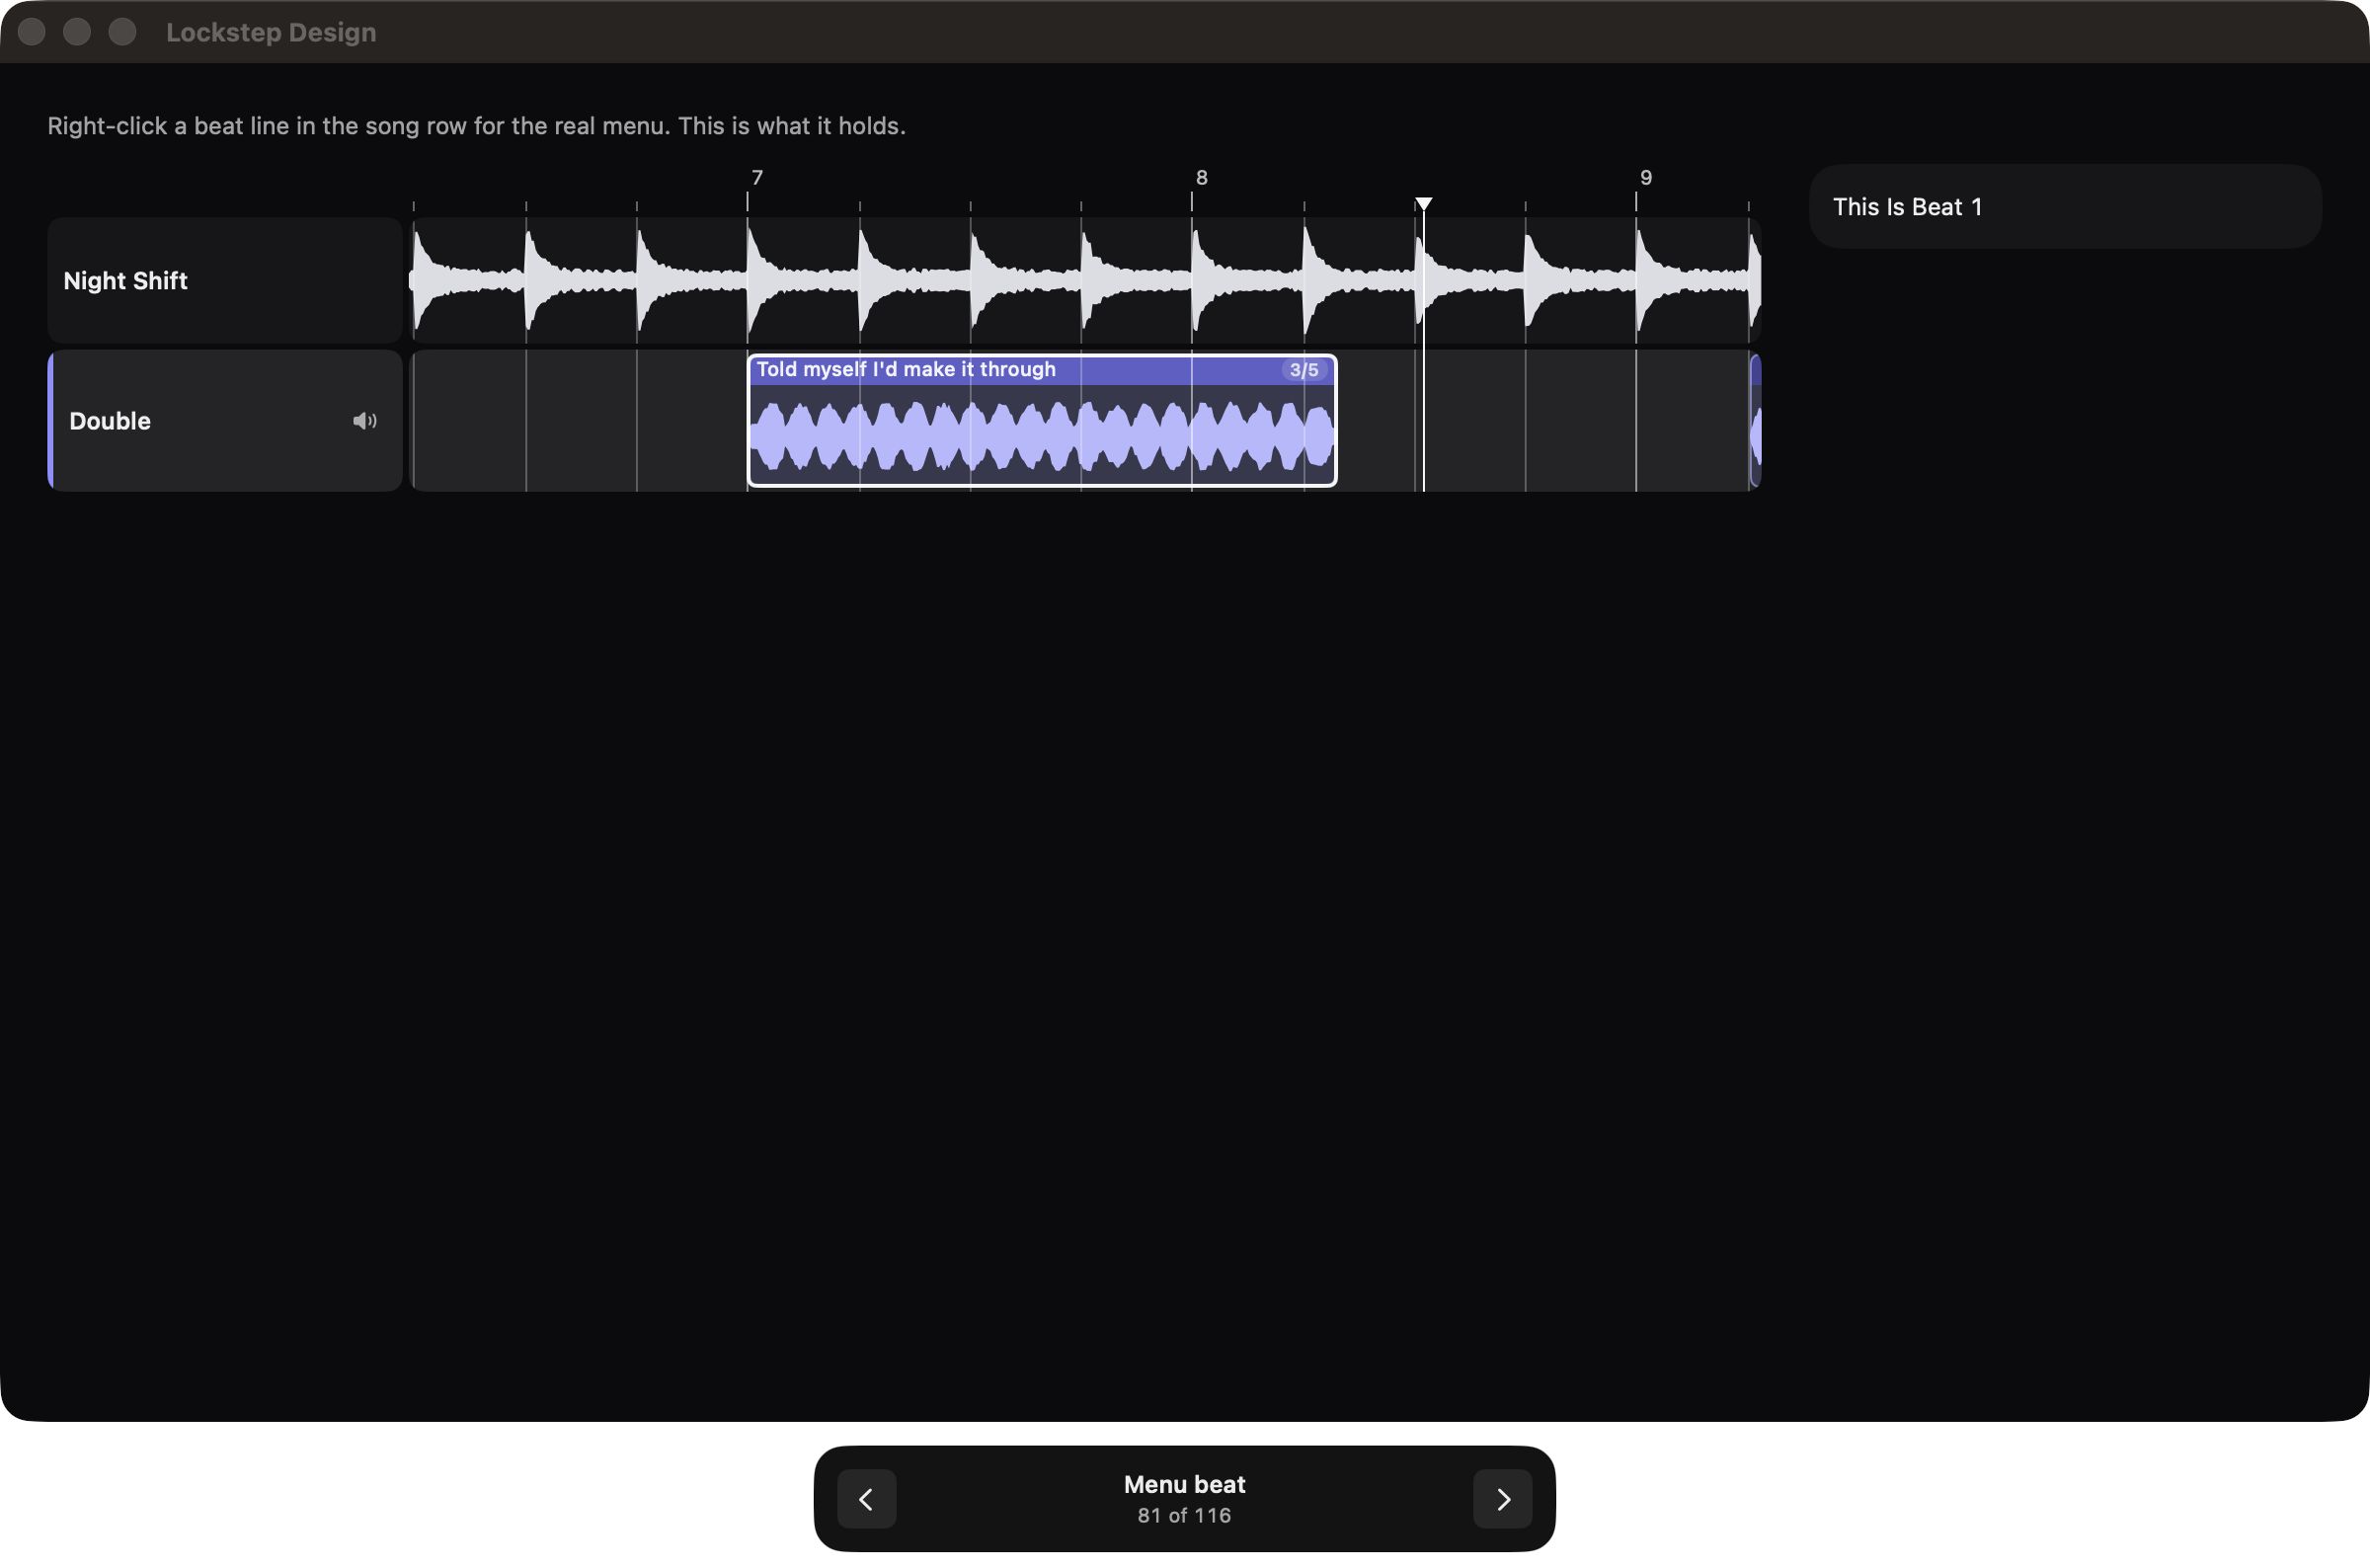 Lockstep Design
Right-click a beat line in the song row for the real menu. This is what it holds.
7
8
9
This Is Beat 1
Night Shift
Told myself I'd make it through
3/5
Double
Menu beat
81 of 116